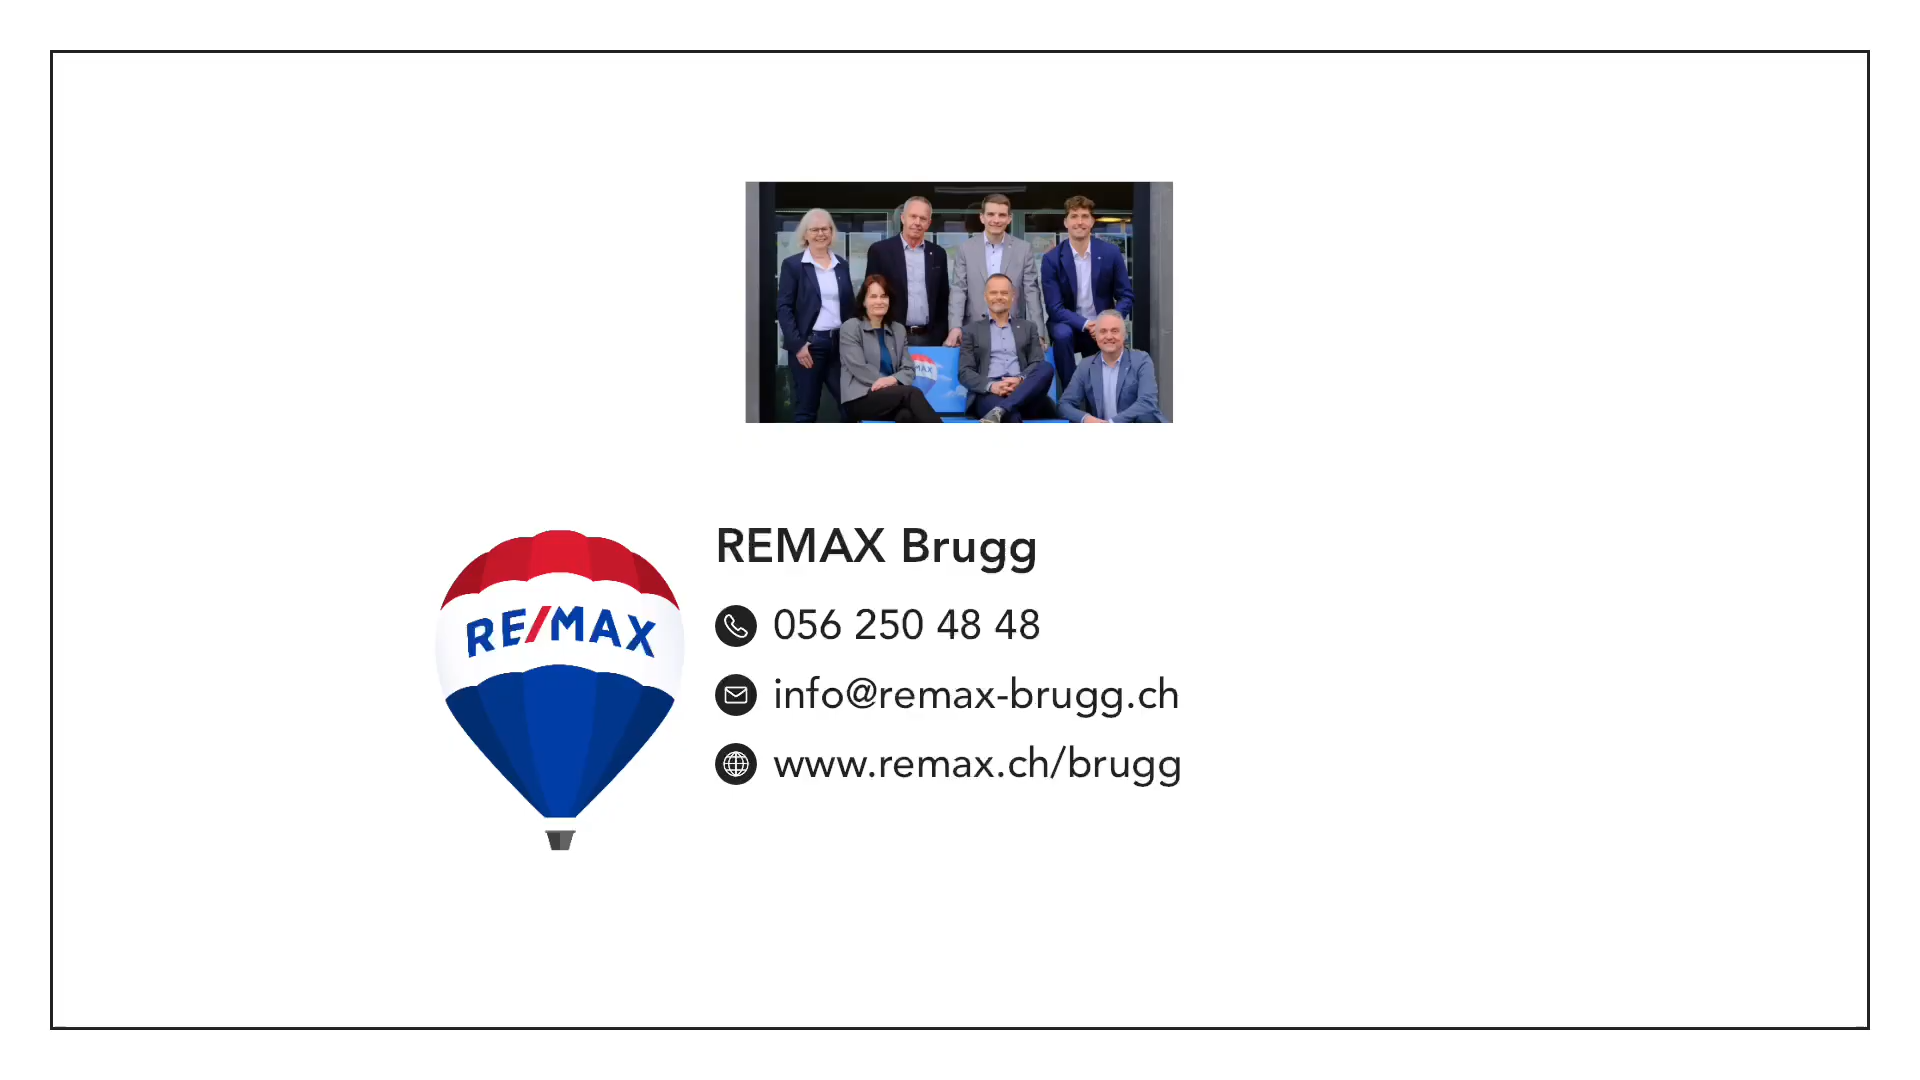 RE/MAX
REMAX Brugg
056 250 48 48
info@remax-brugg.ch
www.remax.ch/brugg